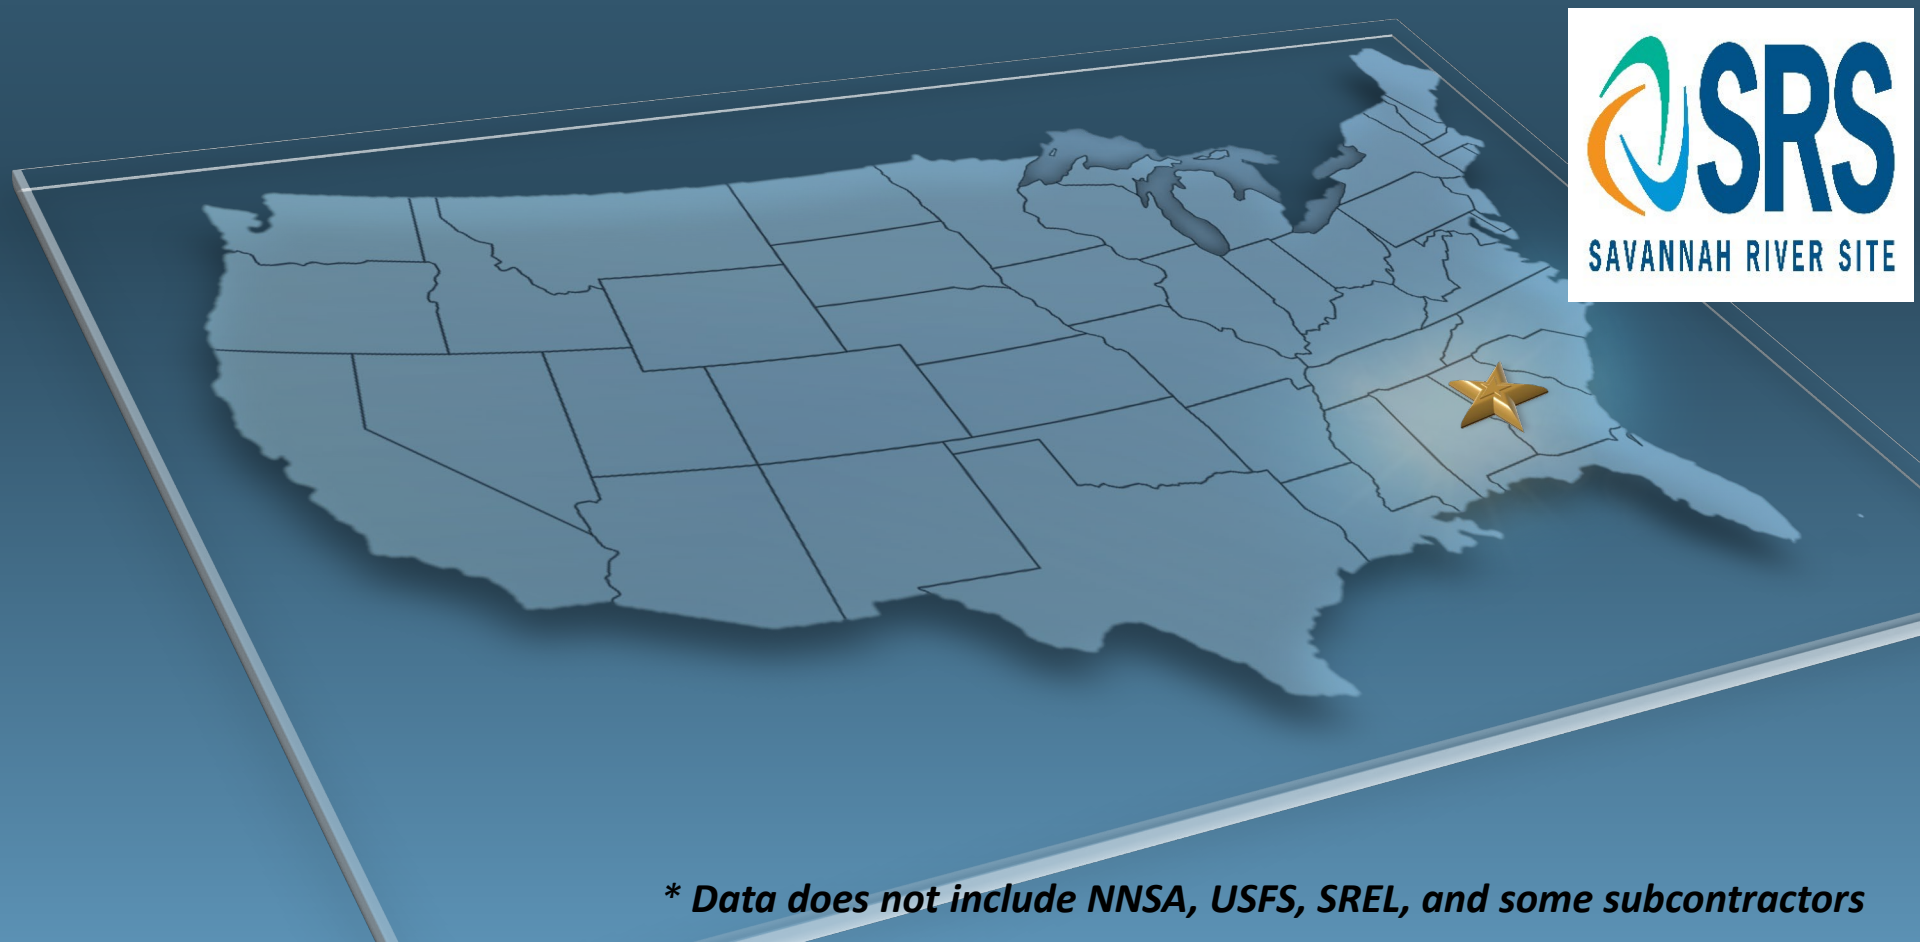 SRS
SAVANNAH RIVER SITE
* Data does not include NNSA, USFS, SREL, and some subcontractors